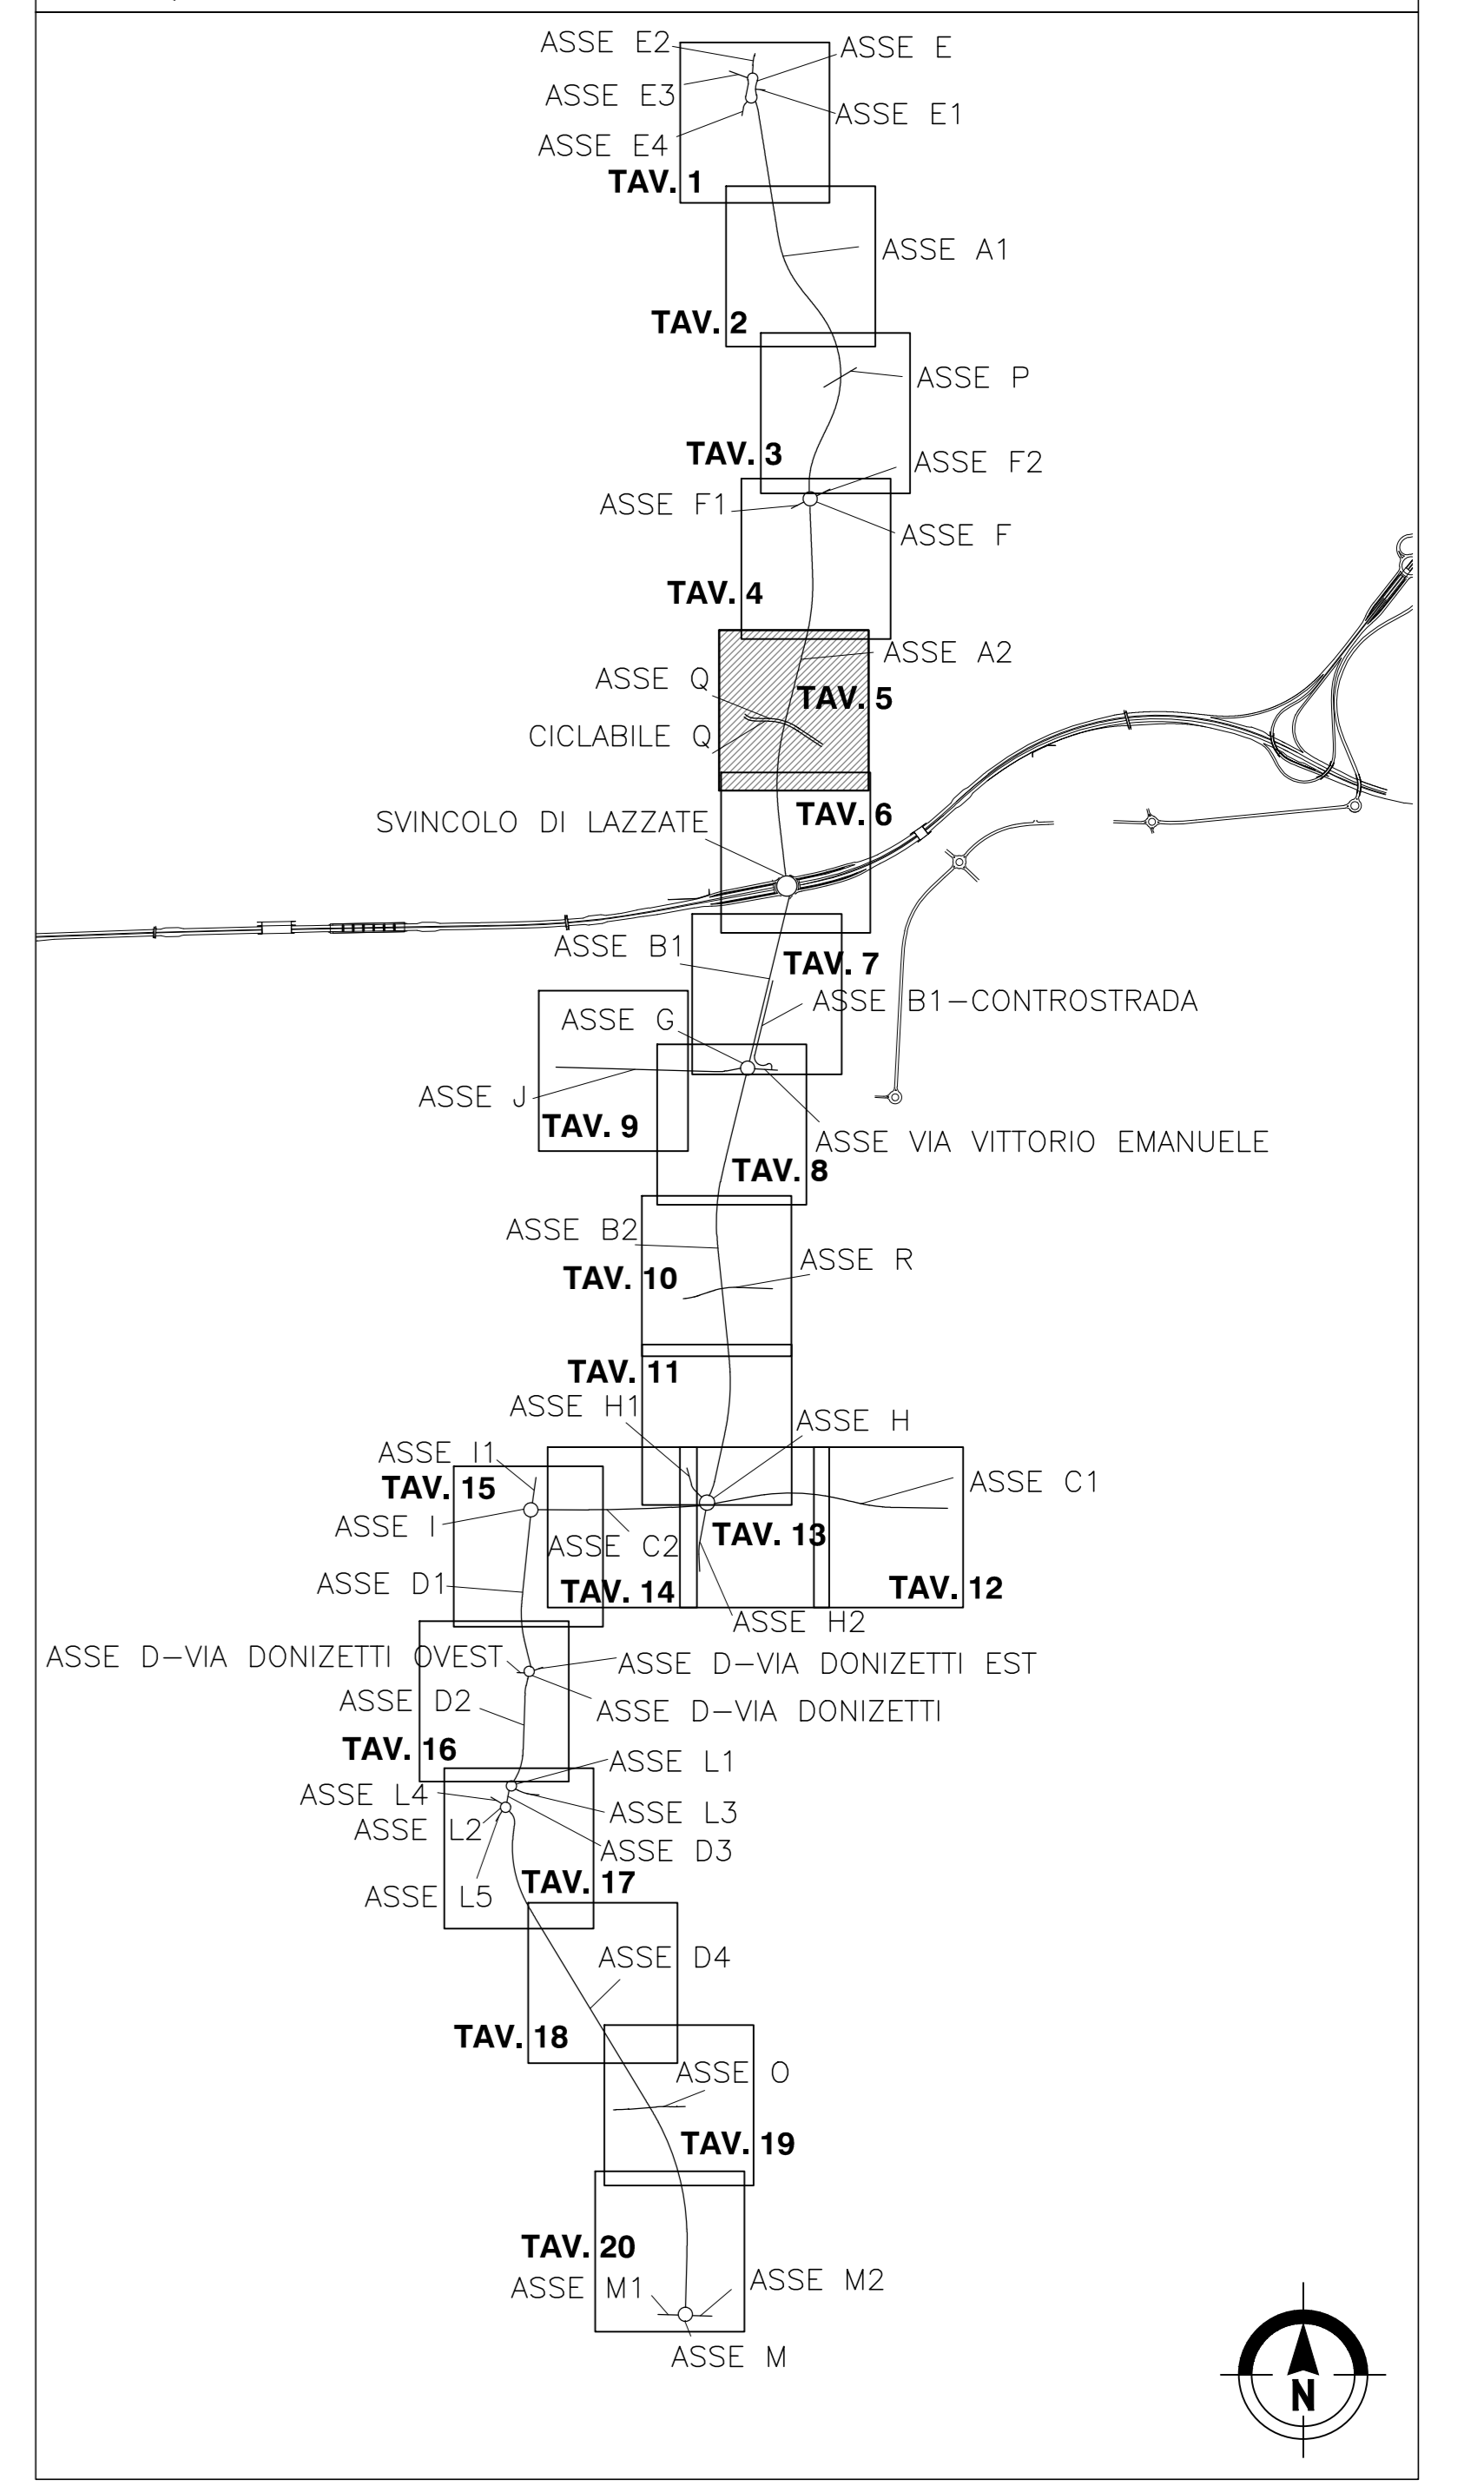 ASSE E2
ASSE E
ASSE E3
ASSE E1
ASSE E4
TAV. 1
ASSE A1
TAV. 2
ASSE P
TAV. 3
ASSE F2
ASSE F1
ASSE F
TAV. 4
ASSE A2
ASSE Q
TAV. 5
CICLABILE Q
TAV. 6
SVINCOLO DI LAZZATE
ASSE B1
TAV. 7
ASSE B1-CONTROSTRADA
ASSE G
ASSE J
TAV. 9
ASSE VIA VITTORIO EMANUELE
TAV. 8
ASSE B2
ASSE R
TAV. 10
TAV. 11
ASSE H1
ASSE H
ASSE I1
TAV. 15
ASSE C1
ASSE I
TAV. 13
ASSE C2
ASSE D1
TAV. 14
TAV. 12
ASSE H2
ASSE D-VIA DONIZETTI OVEST
ASSE D-VIA DONIZETTI EST
ASSE D2
ASSE D-VIA DONIZETTI
TAV. 16
ASSE L1
ASSE L4
ASSE L3
ASSE L2
ASSE D3
TAV. 17
ASSE L5
ASSE D4
TAV. 18
ASSE O
TAV. 19
TAV. 20
ASSE M2
ASSE M1
ASSE M
N